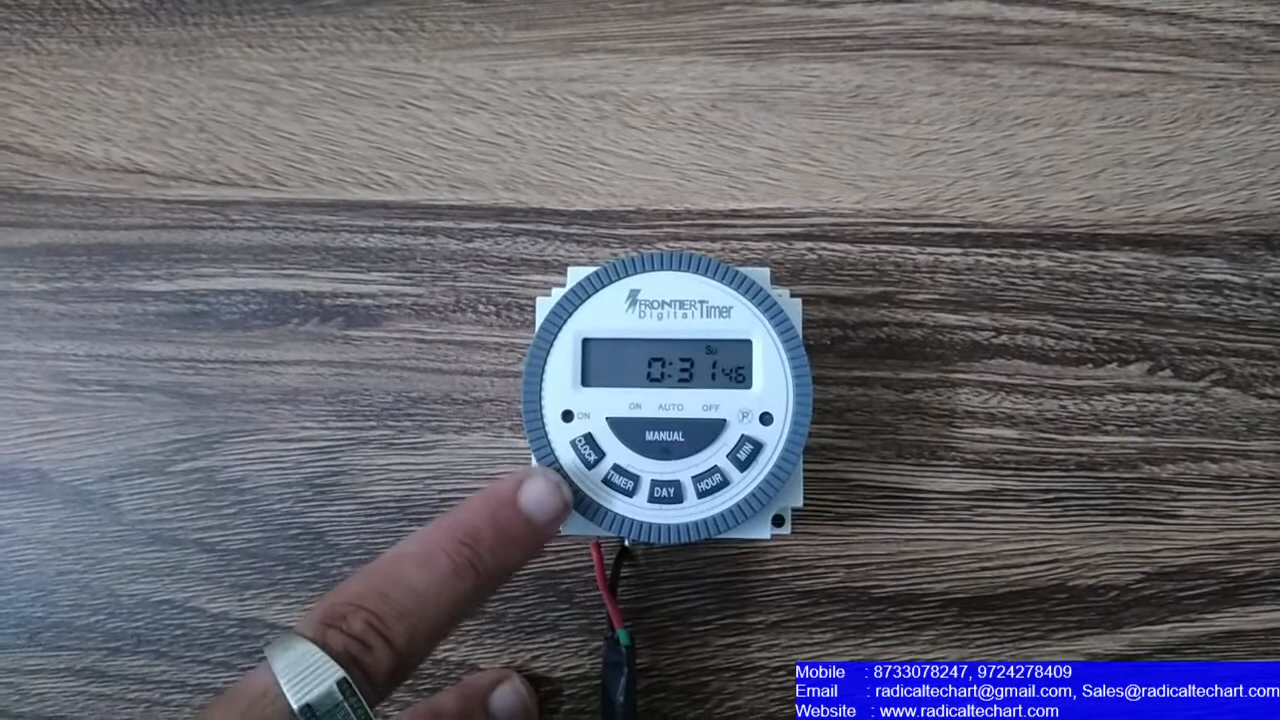 FRONTIER
Digital Timer
Su
0:31 46
ON AUTO OFF
ON
P
MANUAL
CLOCK
TIMER
DAY
HOUR
MIN
Mobile : 8733078247, 9724278409
Email : radicaltechart@gmail.com, Sales@radicaltechart.com
Website : www.radicaltechart.com